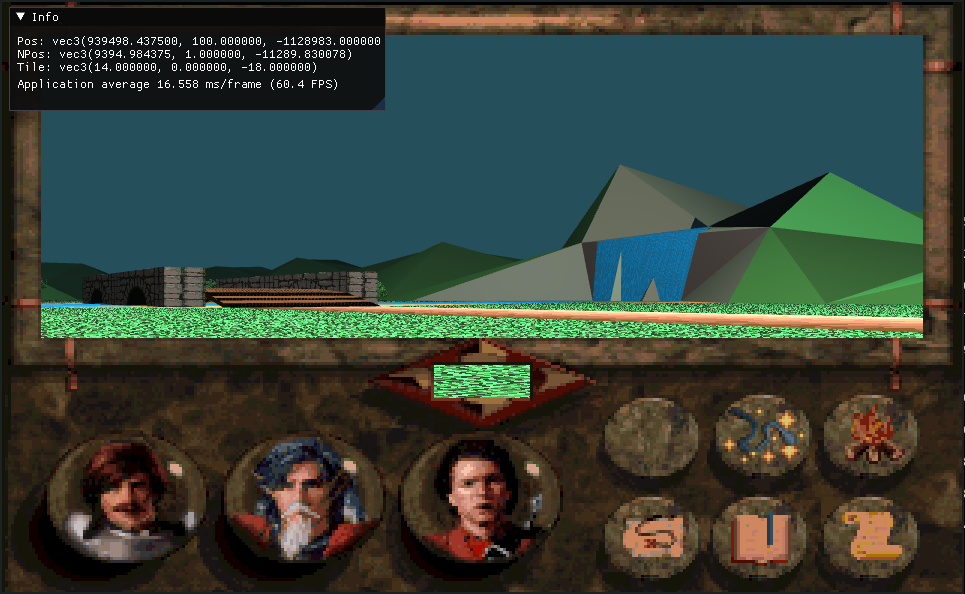 ▼ Info
Pos: vec3(939498.437500, 100.000000, -1128983.000000
NPos: vec3(9394.984375, 1.000000, -11289.830078)
Tile: vec3(14.000000, 0.000000, -18.000000)
Application average 16.558 ms/frame (60.4 FPS)